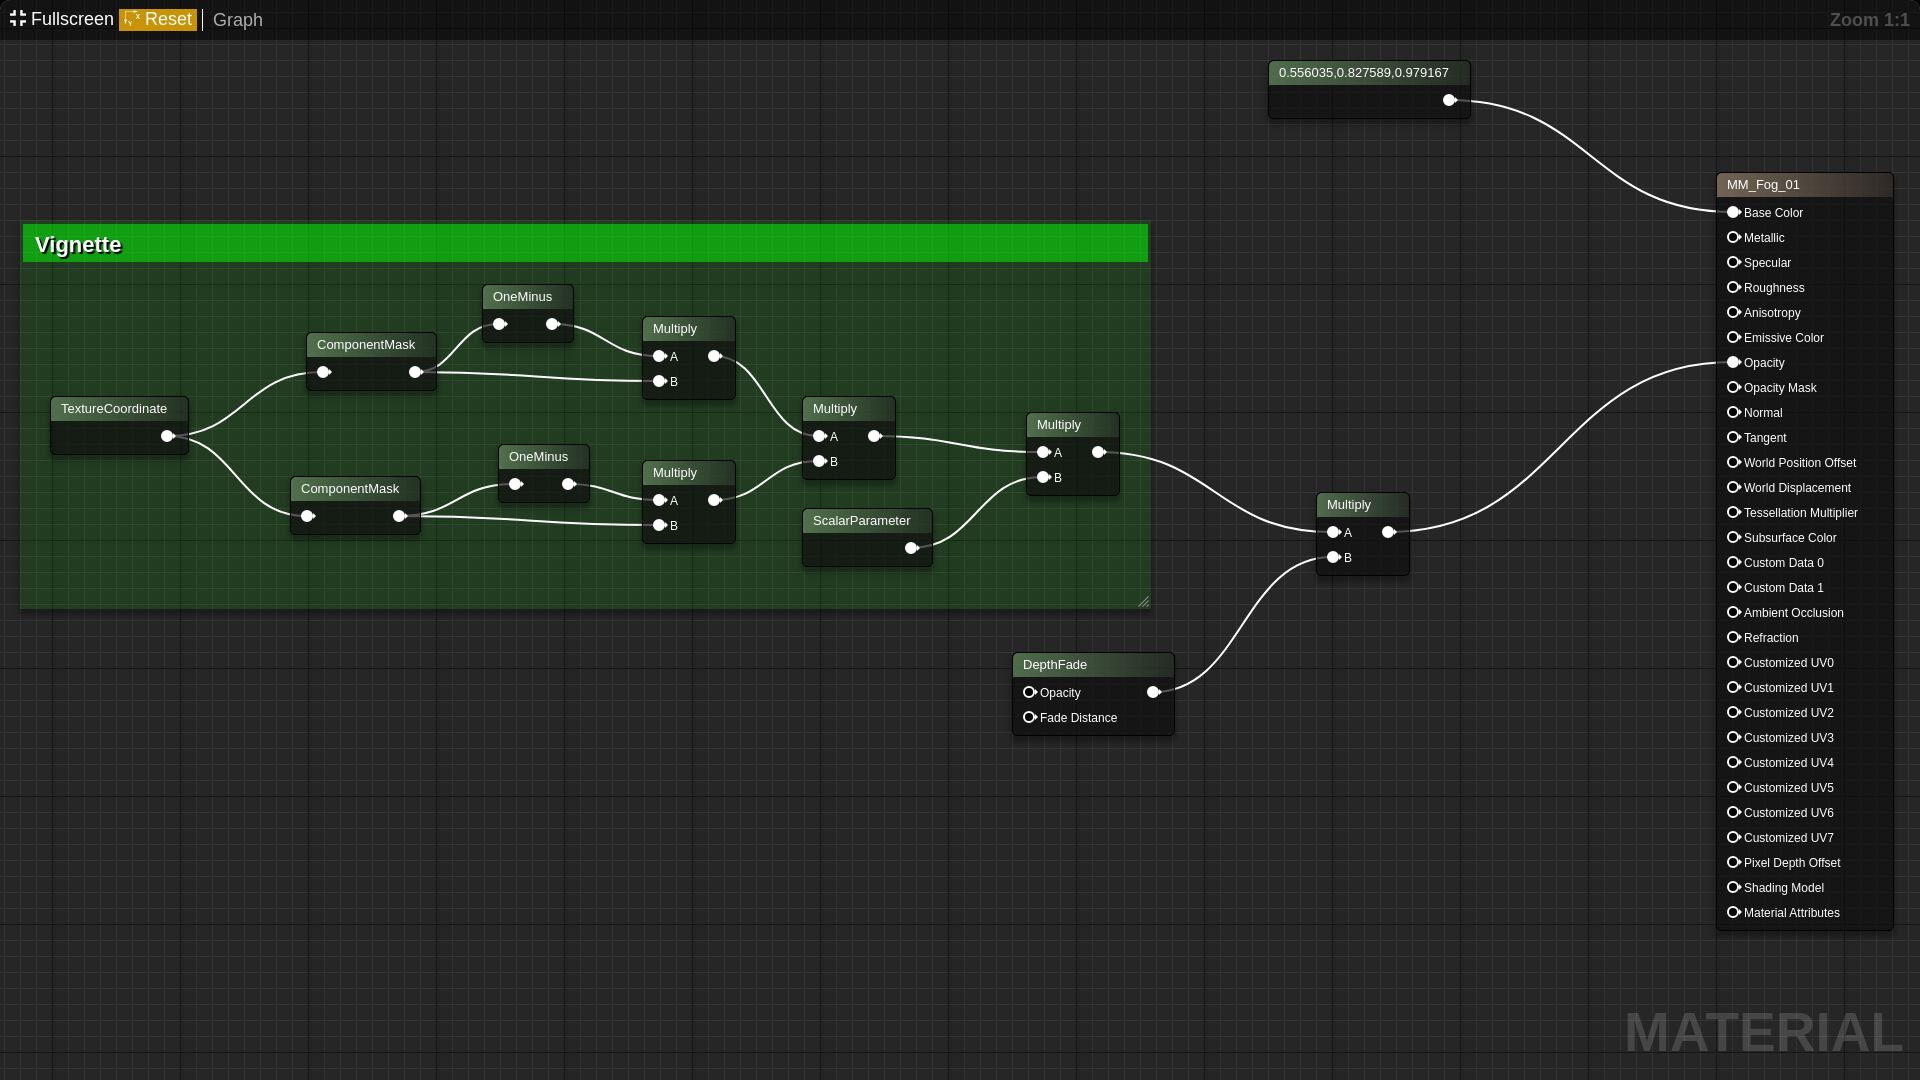 Fullscreen Reset Graph
Zoom 1:1
0.556035,0.827589,0.979167
Vignette
TextureCoordinate
ComponentMask
OneMinus
Multiply
A
B
ComponentMask
OneMinus
Multiply
A
B
Multiply
A
B
ScalarParameter
Multiply
A
B
DepthFade
Opacity
Fade Distance
Multiply
A
B
MM_Fog_01
Base Color
Metallic
Specular
Roughness
Anisotropy
Emissive Color
Opacity
Opacity Mask
Normal
Tangent
World Position Offset
World Displacement
Tessellation Multiplier
Subsurface Color
Custom Data 0
Custom Data 1
Ambient Occlusion
Refraction
Customized UV0
Customized UV1
Customized UV2
Customized UV3
Customized UV4
Customized UV5
Customized UV6
Customized UV7
Pixel Depth Offset
Shading Model
Material Attributes
MATERIAL